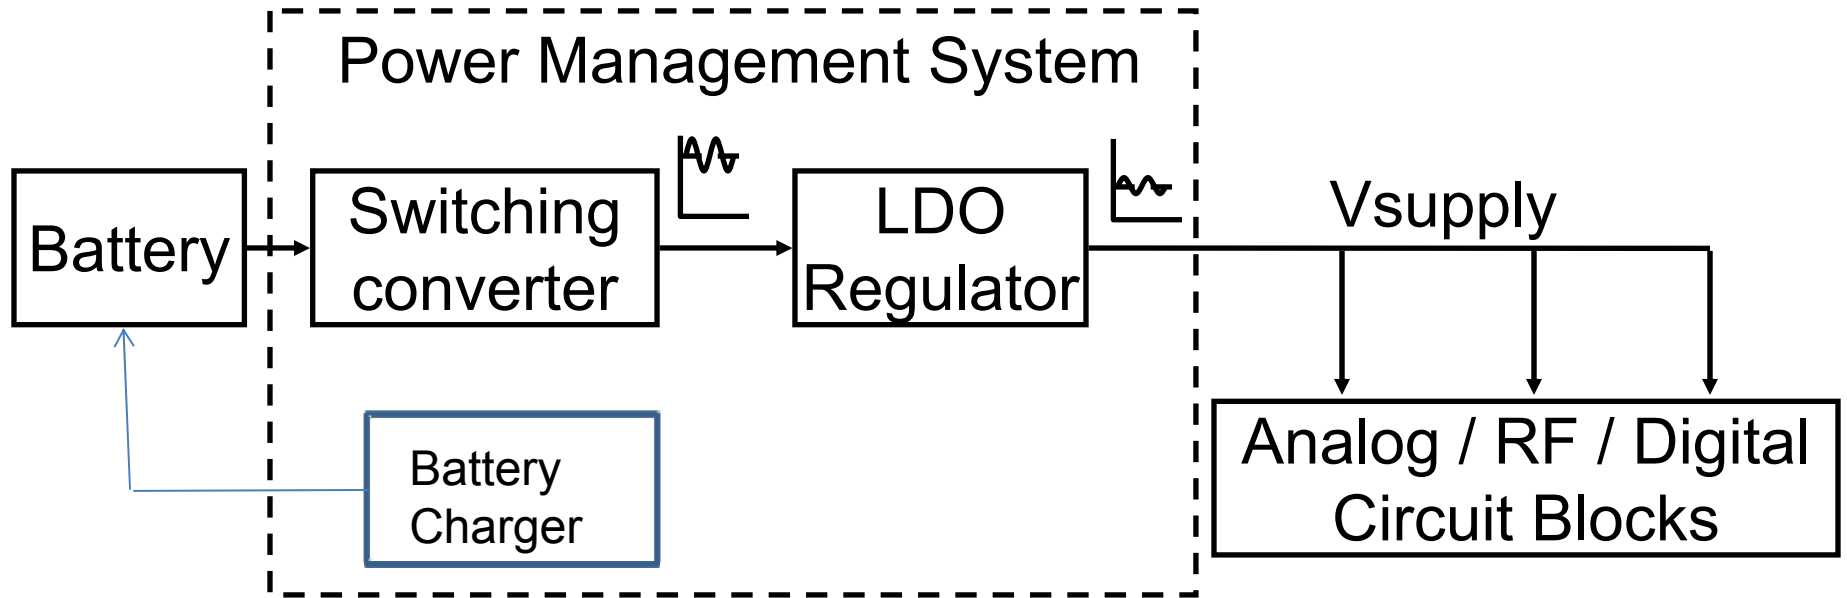 Power Management System
Battery
Switching
converter
LDO
Regulator
Vsupply
Battery
Charger
Analog / RF / Digital
Circuit Blocks